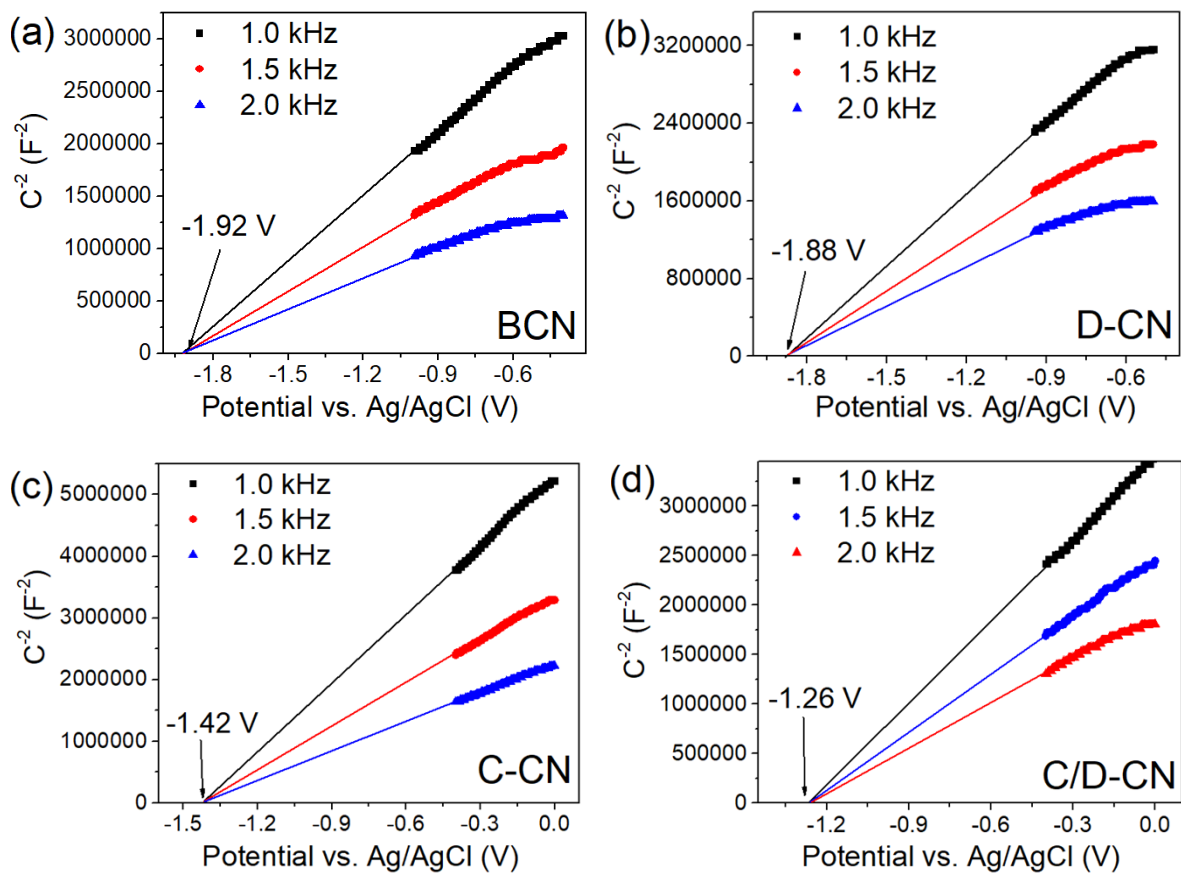 (a)
1.0 kHz
1.5 kHz
2.0 kHz
3000000
2500000
2000000
1500000
1000000
500000
0
C⁻² (F⁻²)
-1.92 V
BCN
-1.8 -1.5 -1.2 -0.9 -0.6
Potential vs. Ag/AgCl (V)
(b)
1.0 kHz
1.5 kHz
2.0 kHz
3200000
2400000
1600000
800000
0
C⁻² (F⁻²)
-1.88 V
D-CN
-1.8 -1.5 -1.2 -0.9 -0.6
Potential vs. Ag/AgCl (V)
(c)
1.0 kHz
1.5 kHz
2.0 kHz
5000000
4000000
3000000
2000000
1000000
0
C⁻² (F⁻²)
-1.42 V
C-CN
-1.5 -1.2 -0.9 -0.6 -0.3 0.0
Potential vs. Ag/AgCl (V)
(d)
1.0 kHz
1.5 kHz
2.0 kHz
3000000
2500000
2000000
1500000
1000000
500000
0
C⁻² (F⁻²)
-1.26 V
C/D-CN
-1.2 -0.9 -0.6 -0.3 0.0
Potential vs. Ag/AgCl (V)